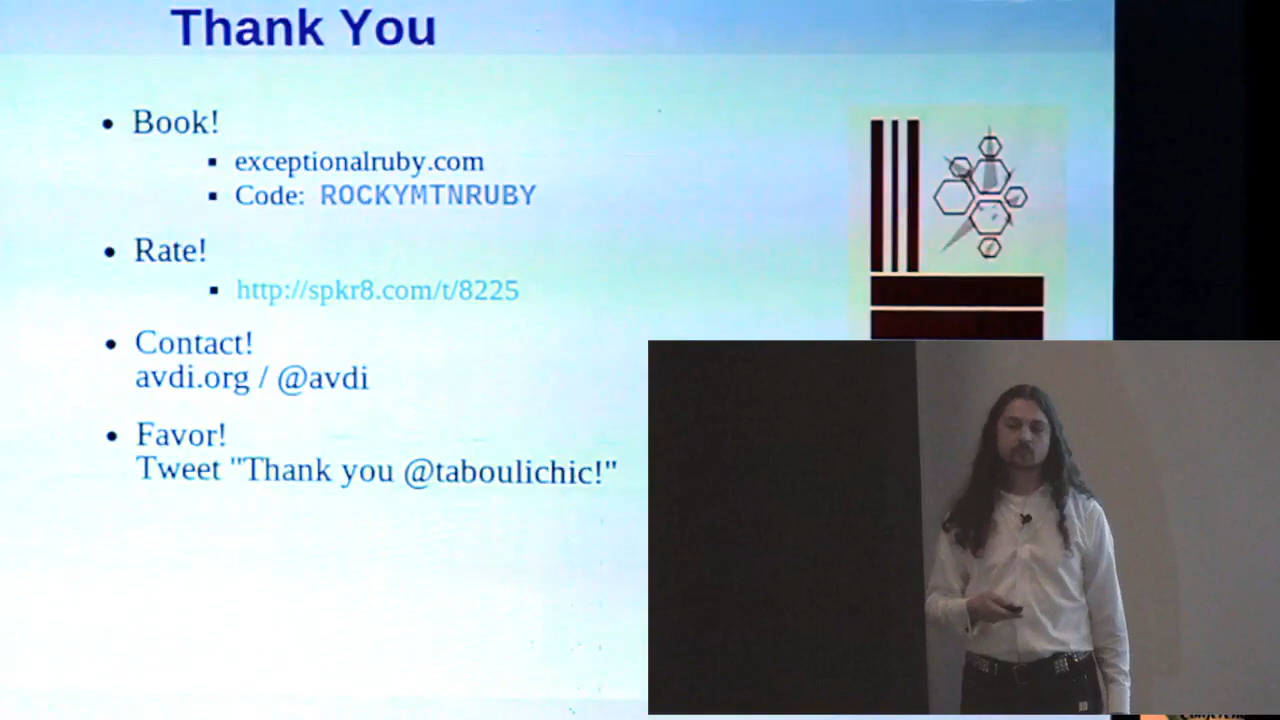 Thank You
Book!
exceptionalruby.com
Code: ROCKYMTNRUBY
Rate!
http://spkr8.com/t/8225
Contact!
avdi.org / @avdi
Favor!
Tweet "Thank you @taboulichic!"